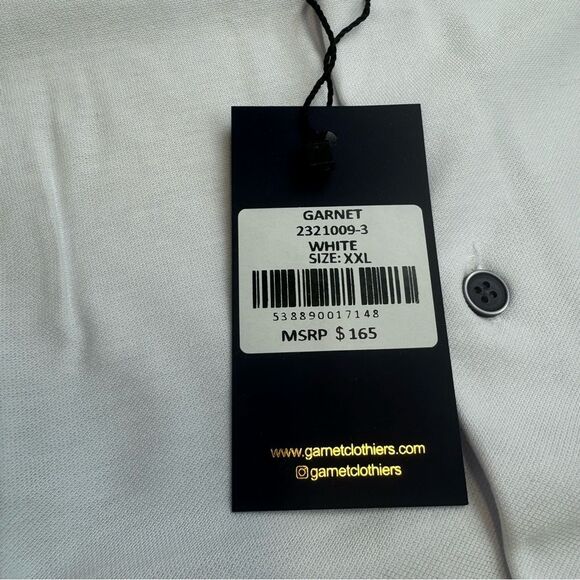 GARNET
2321009-3
WHITE
SIZE: XXL
538890017148
MSRP $165
www.garnetclothiers.com
garnetclothiers